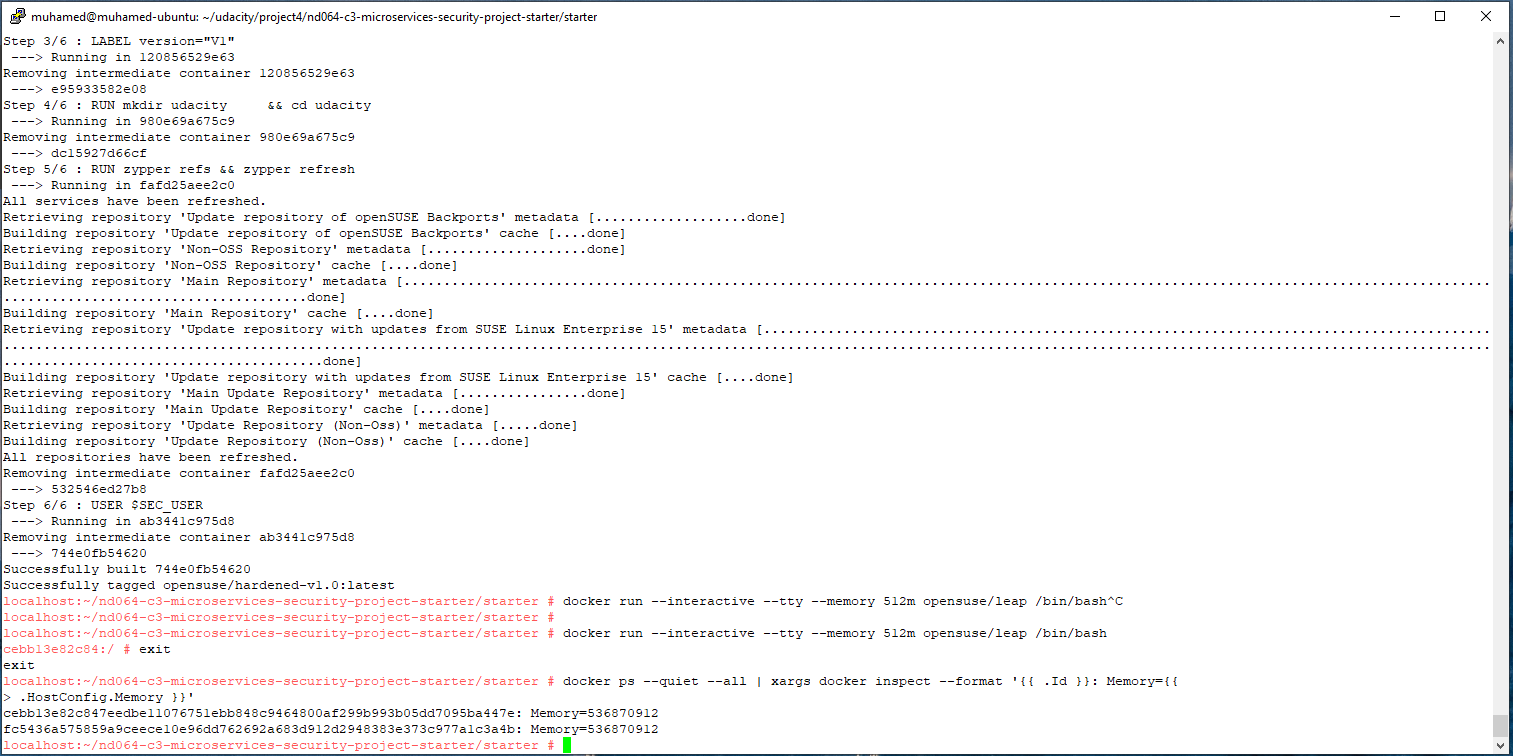 muhamed@muhamed-ubuntu: ~/udacity/project4/nd064-c3-microservices-security-project-starter/starter
Step 3/6 : LABEL version="V1"
 ---> Running in 120856529e63
Removing intermediate container 120856529e63
 ---> e95933582e08
Step 4/6 : RUN mkdir udacity     && cd udacity
 ---> Running in 980e69a675c9
Removing intermediate container 980e69a675c9
 ---> dc15927d66cf
Step 5/6 : RUN zypper refs && zypper refresh
 ---> Running in fafd25aee2c0
All services have been refreshed.
Retrieving repository 'Update repository of openSUSE Backports' metadata [...................done]
Building repository 'Update repository of openSUSE Backports' cache [....done]
Retrieving repository 'Non-OSS Repository' metadata [....................done]
Building repository 'Non-OSS Repository' cache [....done]
Retrieving repository 'Main Repository' metadata [........................................................................................................................................
......................................done]
Building repository 'Main Repository' cache [....done]
Retrieving repository 'Update repository with updates from SUSE Linux Enterprise 15' metadata [...........................................................................................
..........................................................................................................................................................................................
........................................done]
Building repository 'Update repository with updates from SUSE Linux Enterprise 15' cache [....done]
Retrieving repository 'Main Update Repository' metadata [................done]
Building repository 'Main Update Repository' cache [....done]
Retrieving repository 'Update Repository (Non-Oss)' metadata [.....done]
Building repository 'Update Repository (Non-Oss)' cache [....done]
All repositories have been refreshed.
Removing intermediate container fafd25aee2c0
 ---> 532546ed27b8
Step 6/6 : USER $SEC_USER
 ---> Running in ab3441c975d8
Removing intermediate container ab3441c975d8
 ---> 744e0fb54620
Successfully built 744e0fb54620
Successfully tagged opensuse/hardened-v1.0:latest
localhost:~/nd064-c3-microservices-security-project-starter/starter # docker run --interactive --tty --memory 512m opensuse/leap /bin/bash^C
localhost:~/nd064-c3-microservices-security-project-starter/starter #
localhost:~/nd064-c3-microservices-security-project-starter/starter # docker run --interactive --tty --memory 512m opensuse/leap /bin/bash
cebb13e82c84:/ # exit
exit
localhost:~/nd064-c3-microservices-security-project-starter/starter # docker ps --quiet --all | xargs docker inspect --format '{{ .Id }}: Memory={{
> .HostConfig.Memory }}'
cebb13e82c847eedbe11076751ebb848c9464800af299b993b05dd7095ba447e: Memory=536870912
fc5436a575859a9ceece10e96dd762692a683d912d2948383e373c977a1c3a4b: Memory=536870912
localhost:~/nd064-c3-microservices-security-project-starter/starter #